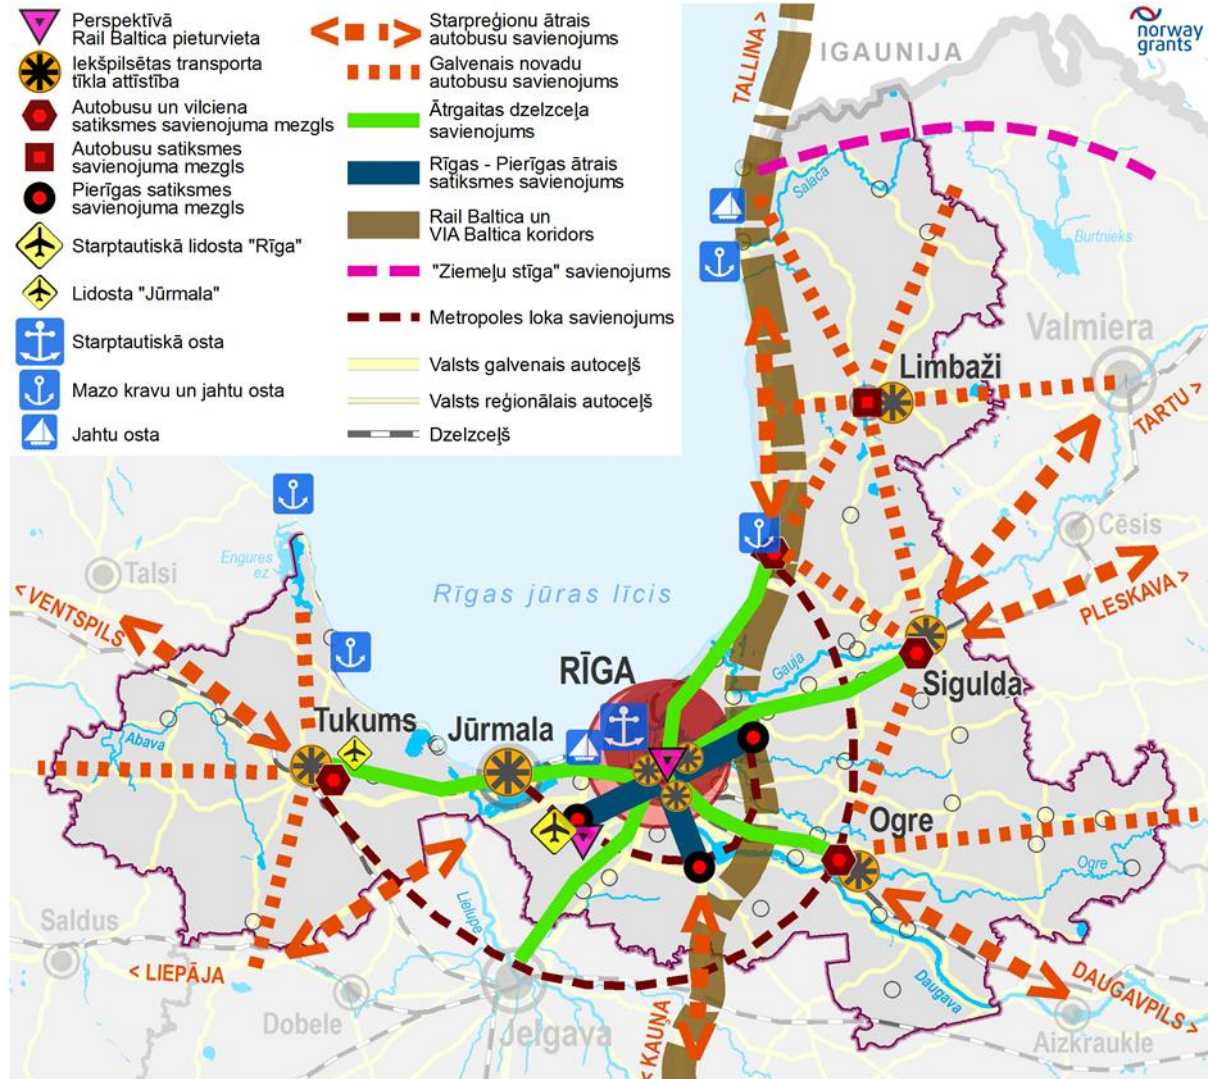 Perspektīvā
Rail Baltica pieturvieta
Iekšpilsētas transporta
tīkla attīstība
Autobusu un vilciena
satiksmes savienojuma mezgls
Autobusu satiksmes
savienojuma mezgls
Pierīgas satiksmes
savienojuma mezgls
Starptautiskā lidosta "Rīga"
Lidosta "Jūrmala"
Starptautiskā osta
Mazo kravu un jahtu osta
Jahtu osta
Starpreģionu ātrais
autobusu savienojums
Galvenais novadu
autobusu savienojums
Ātrgaitas dzelzceļa
savienojums
Rīgas - Pierīgas ātrais
satiksmes savienojums
Rail Baltica un
VIA Baltica koridors
"Ziemeļu stīga" savienojums
Metropoles loka savienojums
Valsts galvenais autoceļš
Valsts reģionālais autoceļš
Dzelzceļš
norway
grants
TALLINA >
IGAUNIJA
Salaca
Burtnieks
Valmiera
Limbaži
TARTU >
Cēsis
PLESKAVA >
Engures
ez.
Talsi
< VENTSPILS
Rīgas jūras līcis
Gauja
Sigulda
RĪGA
Tukums
Jūrmala
Abava
Ogre
Ogre
Lielupe
Saldus
< LIEPĀJA
Dobele
Jelgava
< KAUŅA
Daugava
DAUGAVPILS >
Aizkraukle